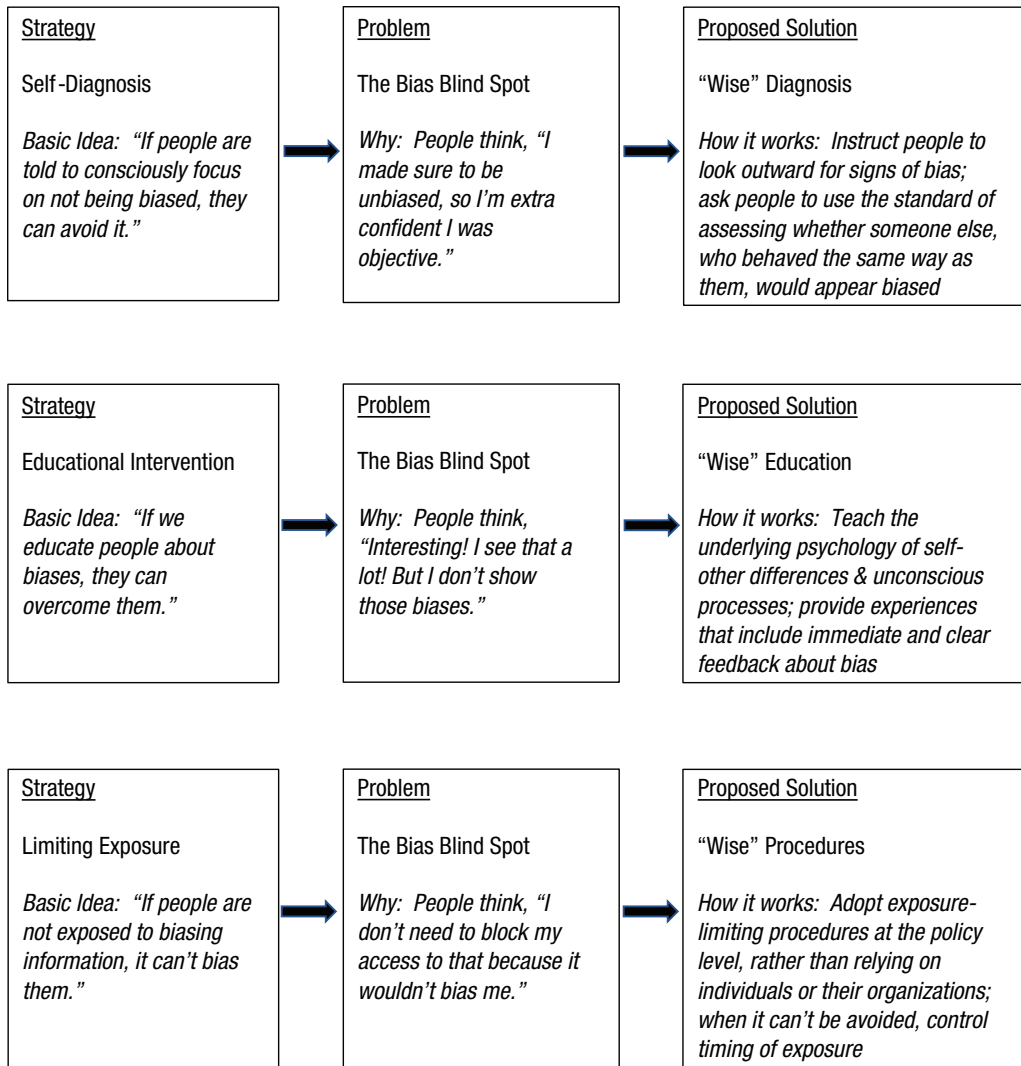 Strategy
Self-Diagnosis
Basic Idea: “If people are
told to consciously focus
on not being biased, they
can avoid it.”
Problem
The Bias Blind Spot
Why: People think, “I
made sure to be
unbiased, so I’m extra
confident I was
objective.”
Proposed Solution
“Wise” Diagnosis
How it works: Instruct people to
look outward for signs of bias;
ask people to use the standard of
assessing whether someone else,
who behaved the same way as
them, would appear biased
Strategy
Educational Intervention
Basic Idea: “If we
educate people about
biases, they can
overcome them.”
Problem
The Bias Blind Spot
Why: People think,
“Interesting! I see that a
lot! But I don’t show
those biases.”
Proposed Solution
“Wise” Education
How it works: Teach the
underlying psychology of self-
other differences & unconscious
processes; provide experiences
that include immediate and clear
feedback about bias
Strategy
Limiting Exposure
Basic Idea: “If people are
not exposed to biasing
information, it can’t bias
them.”
Problem
The Bias Blind Spot
Why: People think, “I
don’t need to block my
access to that because it
wouldn’t bias me.”
Proposed Solution
“Wise” Procedures
How it works: Adopt exposure-
limiting procedures at the policy
level, rather than relying on
individuals or their organizations;
when it can’t be avoided, control
timing of exposure